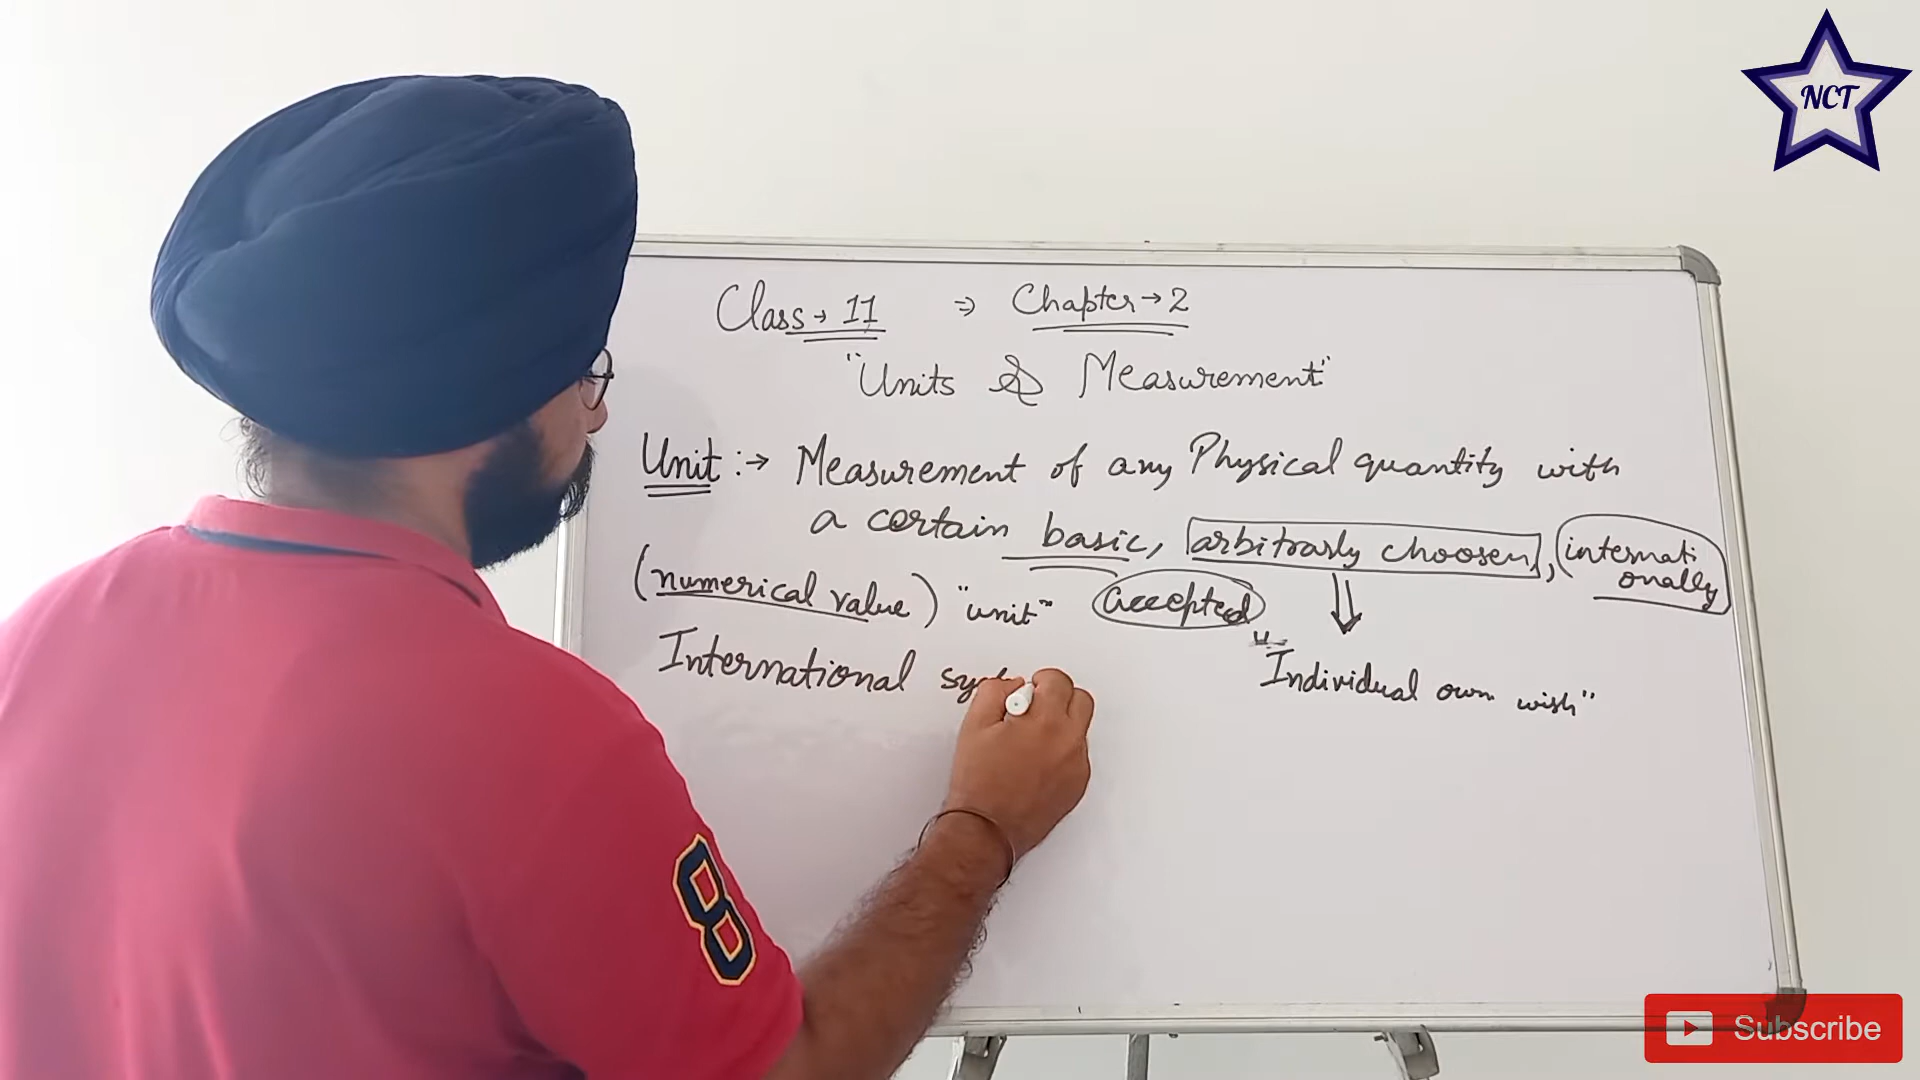 NCT
Class → 11 ⇒ Chapter → 2
"Units & Measurement"
Unit :→ Measurement of any Physical quantity with
a certain basic, arbitrarly choosen, internati
onally
(numerical value) "unit" accepted
⇓
International
"Individual own wish"
8
Subscribe